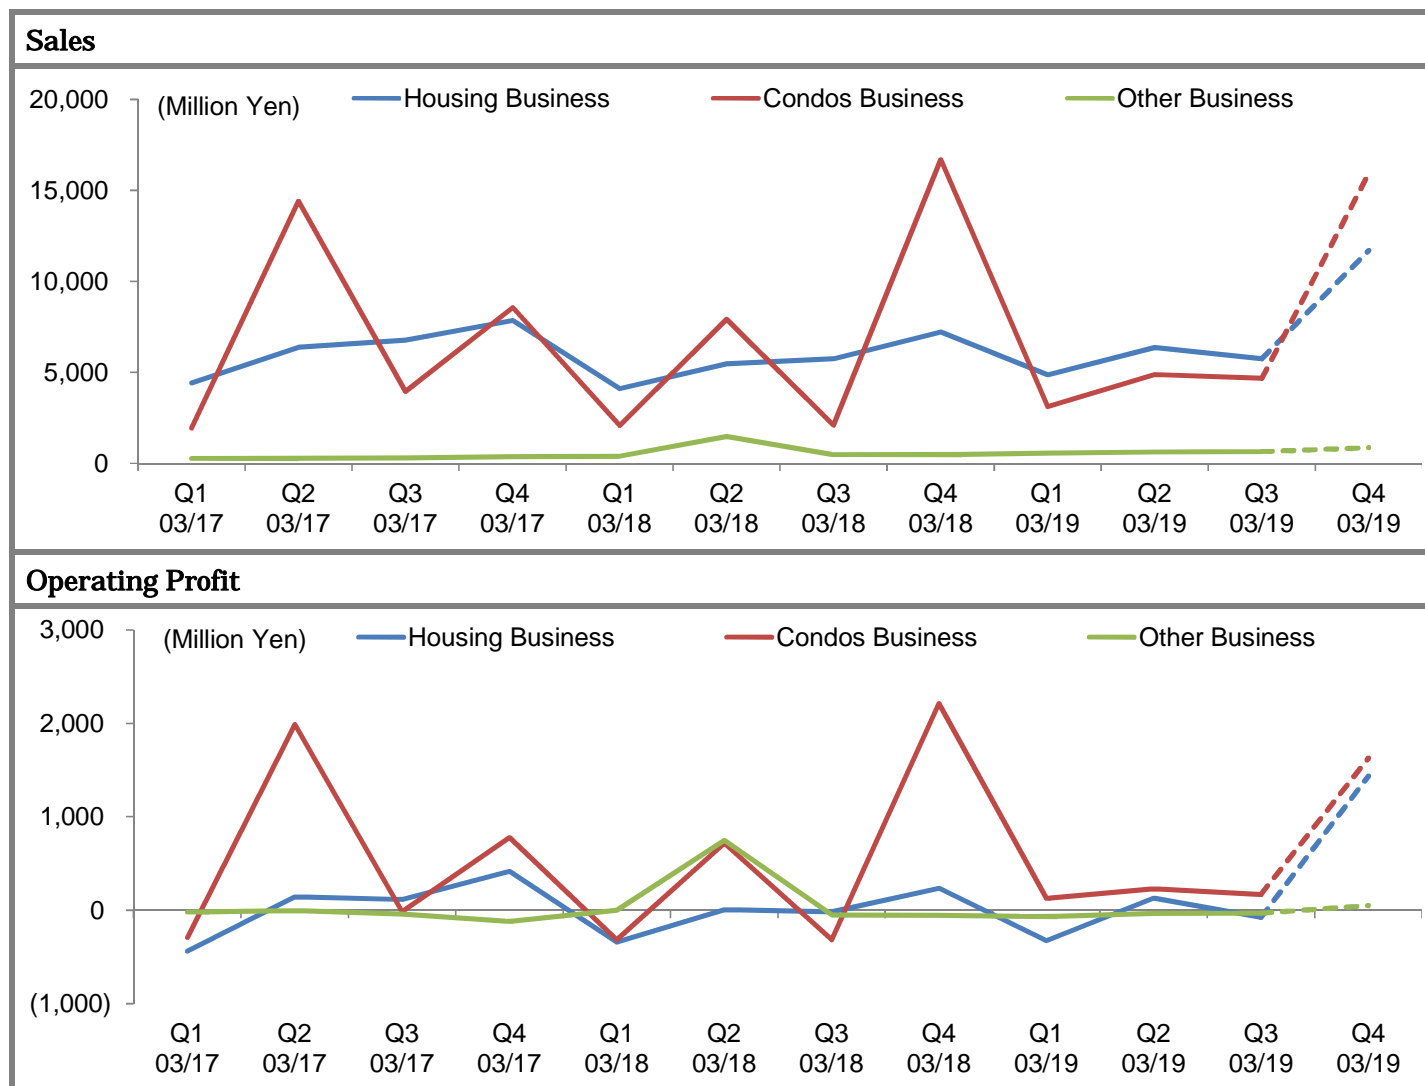 Sales
(Million Yen) Housing Business Condos Business Other Business
20,000
15,000
10,000
5,000
0
Q1 Q2 Q3 Q4 Q1 Q2 Q3 Q4 Q1 Q2 Q3 Q4
03/17 03/17 03/17 03/17 03/18 03/18 03/18 03/18 03/19 03/19 03/19 03/19
Operating Profit
(Million Yen) Housing Business Condos Business Other Business
3,000
2,000
1,000
0
(1,000)
Q1 Q2 Q3 Q4 Q1 Q2 Q3 Q4 Q1 Q2 Q3 Q4
03/17 03/17 03/17 03/17 03/18 03/18 03/18 03/18 03/19 03/19 03/19 03/19